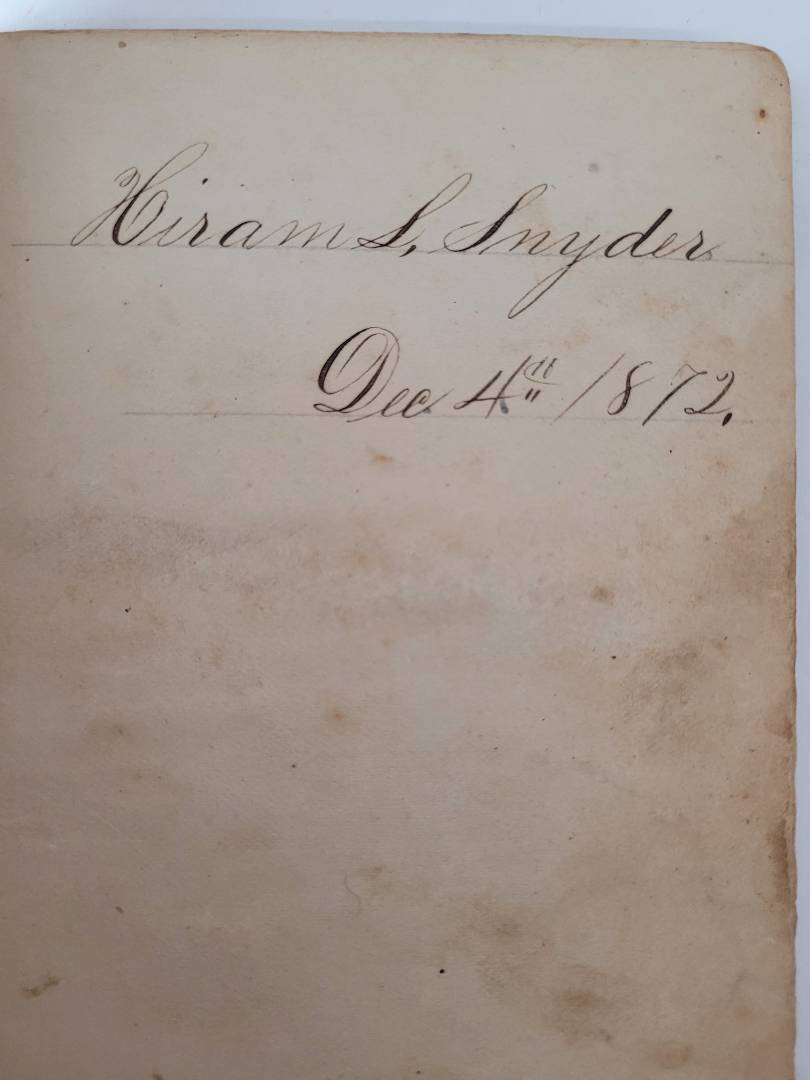 Hiram S. Snyder
Dec. 4th 1872.